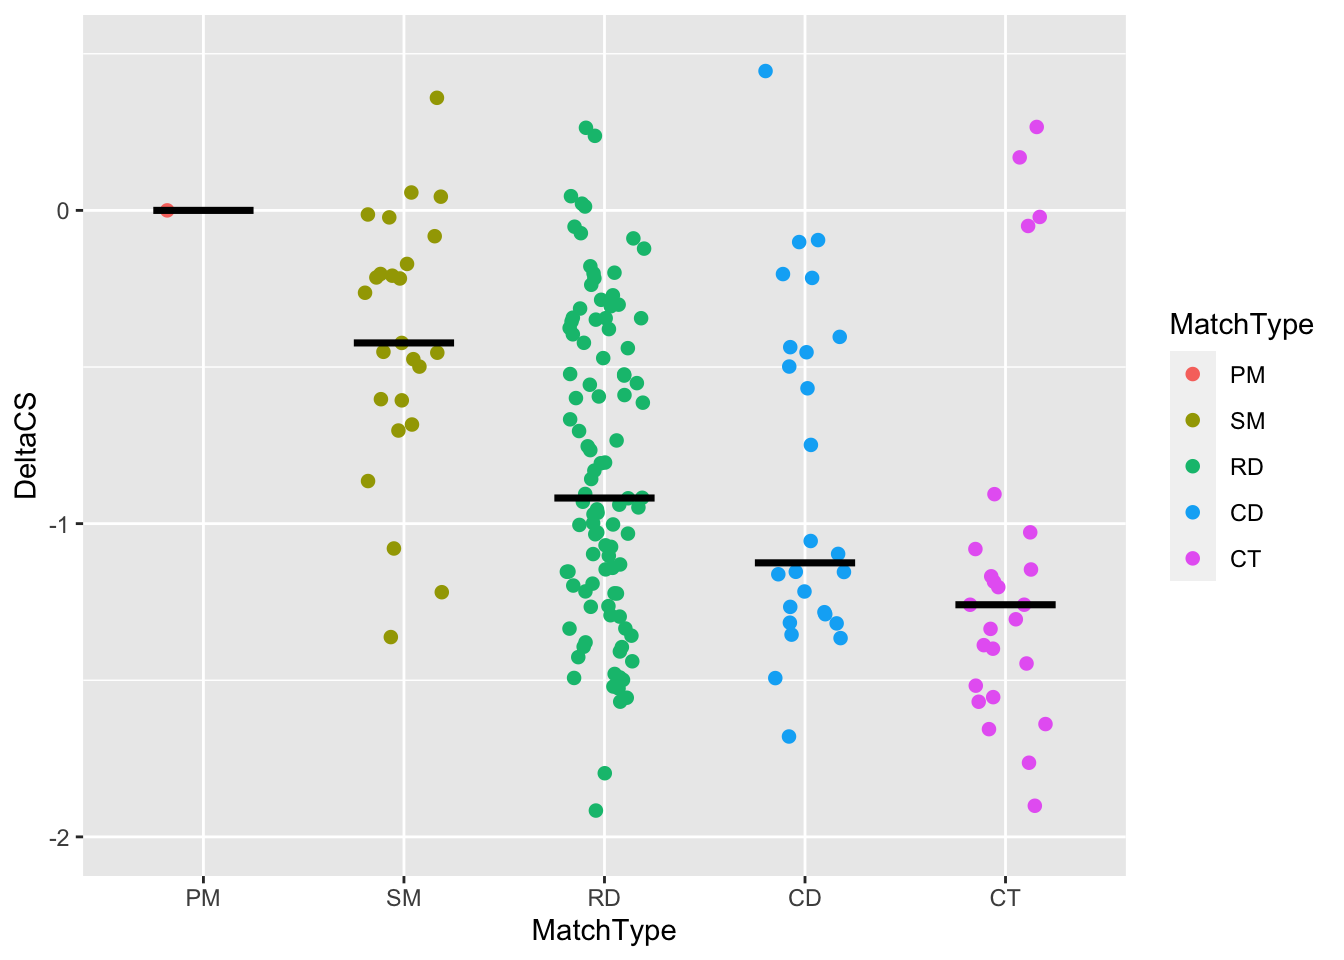 DeltaCS
0
-1
-2
PM SM RD CD CT
MatchType
MatchType
PM
SM
RD
CD
CT